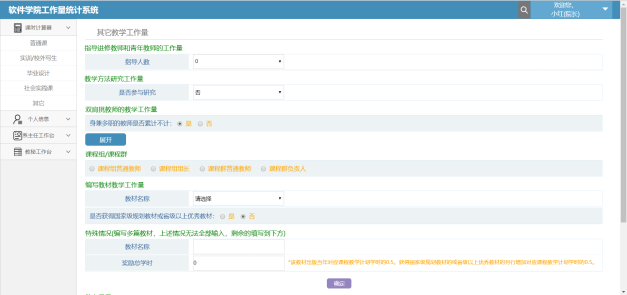 软件学院工作量统计系统
欢迎您,
小红(院长)
课时计算器
普通课
实训/校外写生
毕业设计
社会实践课
其它
个人信息
系主任工作台
教秘工作台
其它教学工作量
指导进修教师和青年教师的工作量
指导人数 0
教学方法研究工作量
是否参与研究 否
双肩挑教师的教学工作量
身兼多职的教师是否累计不计: 是 否
展开
课程组/课程群
课程组普通教师 课程组组长 课程群普通教师 课程群负责人
编写教材教学工作量
教材名称 请选择
是否获得国家级规划教材或省级以上优秀教材: 是 否
特殊情况(编写多篇教材,上述情况无法全部输入,剩余的填写到下方)
教材名称
奖励总学时 0
确定